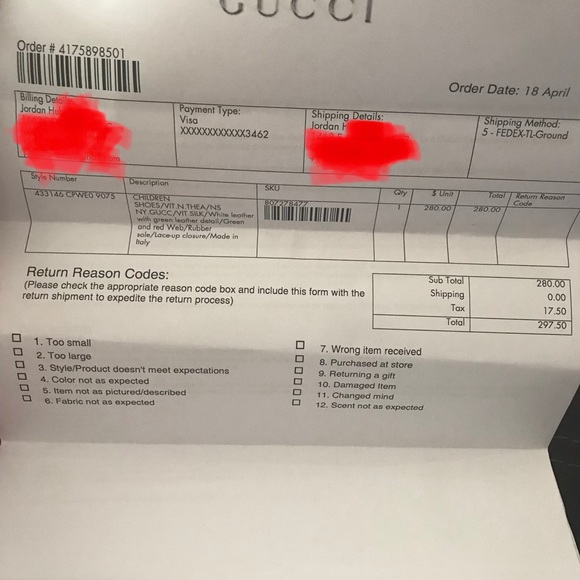 GUCCI
Order # 4175898501
Order Date: 18 April
Billing
Jordan
Payment Type:
Visa
XXXXXXXXXXXX3462
Shipping Details:
Jordan H
Shipping Method:
5 - FEDEX-TL-Ground
Style Number Description SKU Qty $ Unit Total Return Reason
Code
433146 CPWE0 9075 CHILDREN 807278477 1 280.00 280.00
SHOES/VIT.N.THEA/NS
NY.GUCC/VIT.SILK/White leather
with green leather detail/Green
and red Web/Rubber
sole/Lace-up closure/Made in
Italy
Return Reason Codes:
(Please check the appropriate reason code box and include this form with the
return shipment to expedite the return process)
Sub Total 280.00
Shipping 0.00
Tax 17.50
Total 297.50
1. Too small
2. Too large
3. Style/Product doesn't meet expectations
4. Color not as expected
5. Item not as pictured/described
6. Fabric not as expected
7. Wrong item received
8. Purchased at store
9. Returning a gift
10. Damaged Item
11. Changed mind
12. Scent not as expected